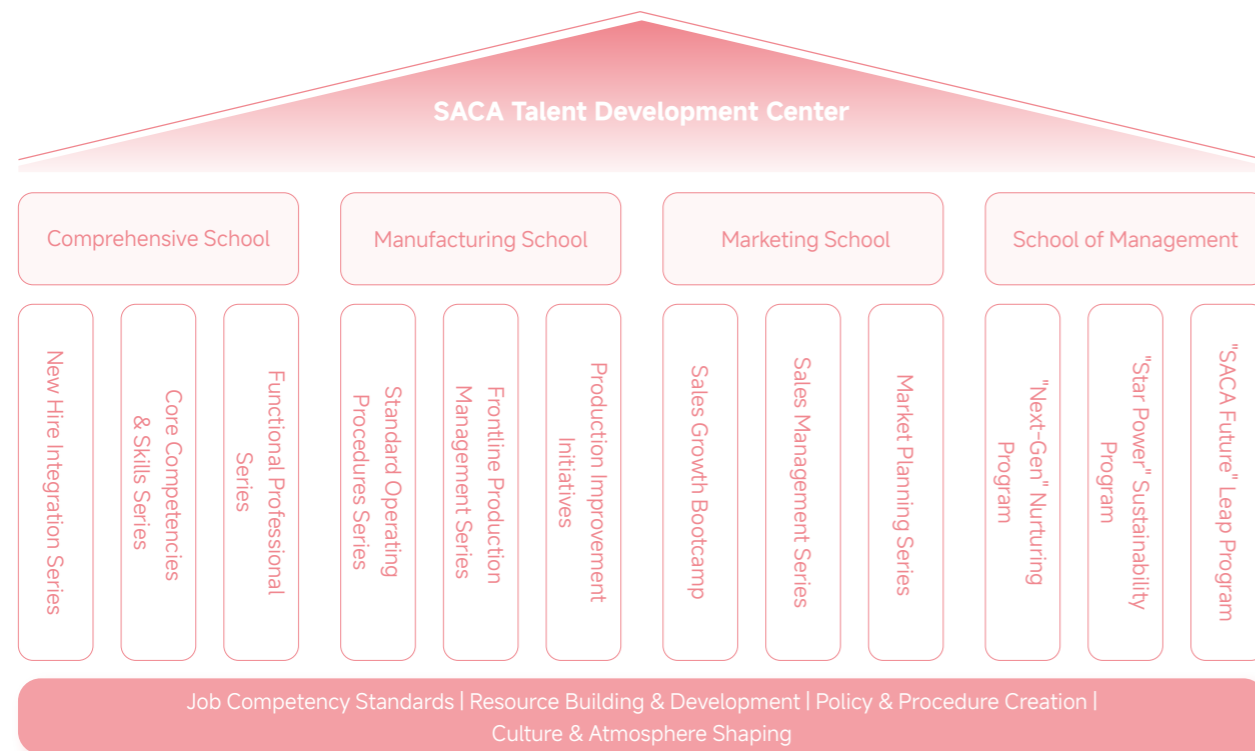 SACA Talent Development Center
Comprehensive School
Manufacturing School
Marketing School
School of Management
New Hire Integration Series
Core Competencies
& Skills Series
Functional Professional
Series
Standard Operating
Procedures Series
Frontline Production
Management Series
Production Improvement
Initiatives
Sales Growth Bootcamp
Sales Management Series
Market Planning Series
"Next-Gen" Nurturing
Program
"Star Power" Sustainability
Program
"SACA Future" Leap Program
Job Competency Standards | Resource Building & Development | Policy & Procedure Creation |
Culture & Atmosphere Shaping